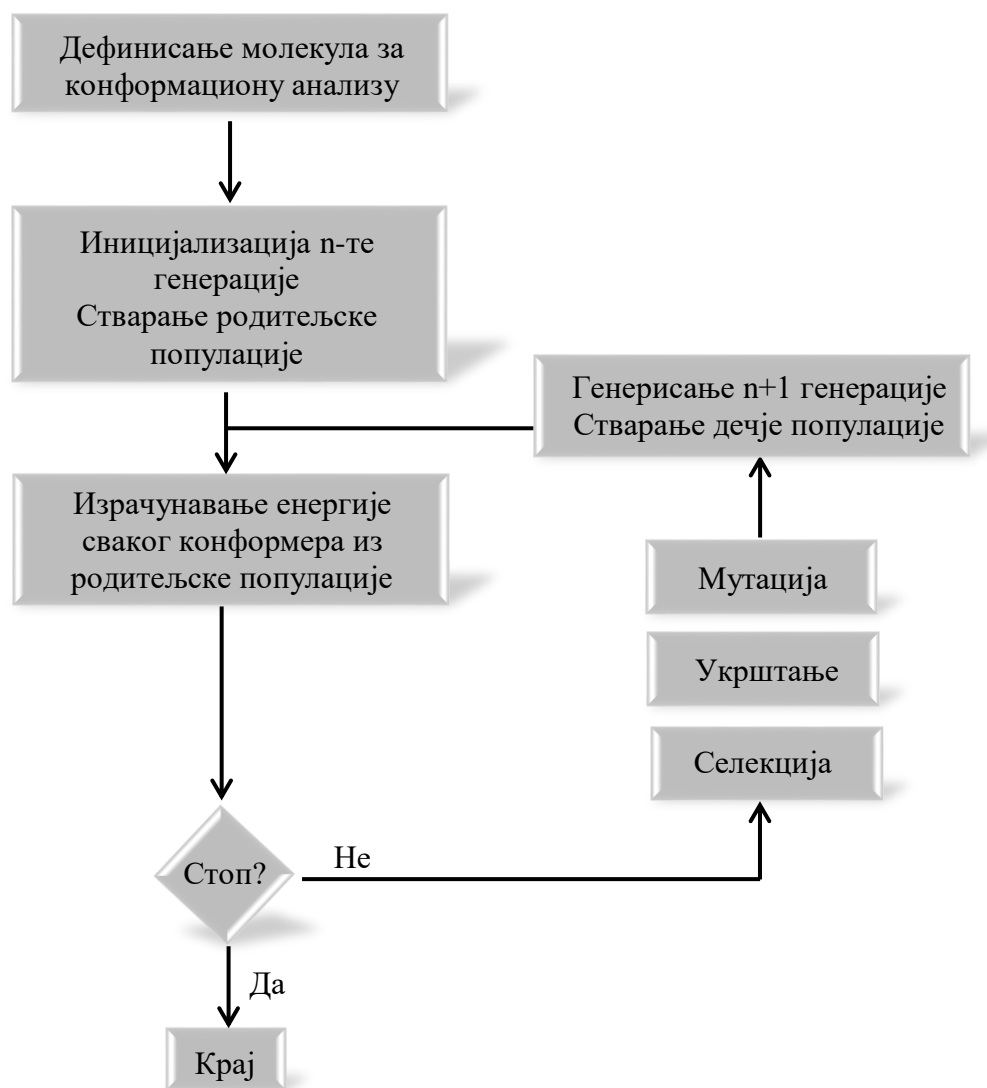 Дефинисање молекула за
конформациону анализу
Иницијализација n-те
генерације
Стварање родитељске
популације
Генерисање n+1 генерације
Стварање дечје популације
Израчунавање енергије
сваког конформера из
родитељске популације
Мутација
Укрштање
Селекција
Стоп?
Не
Да
Крај